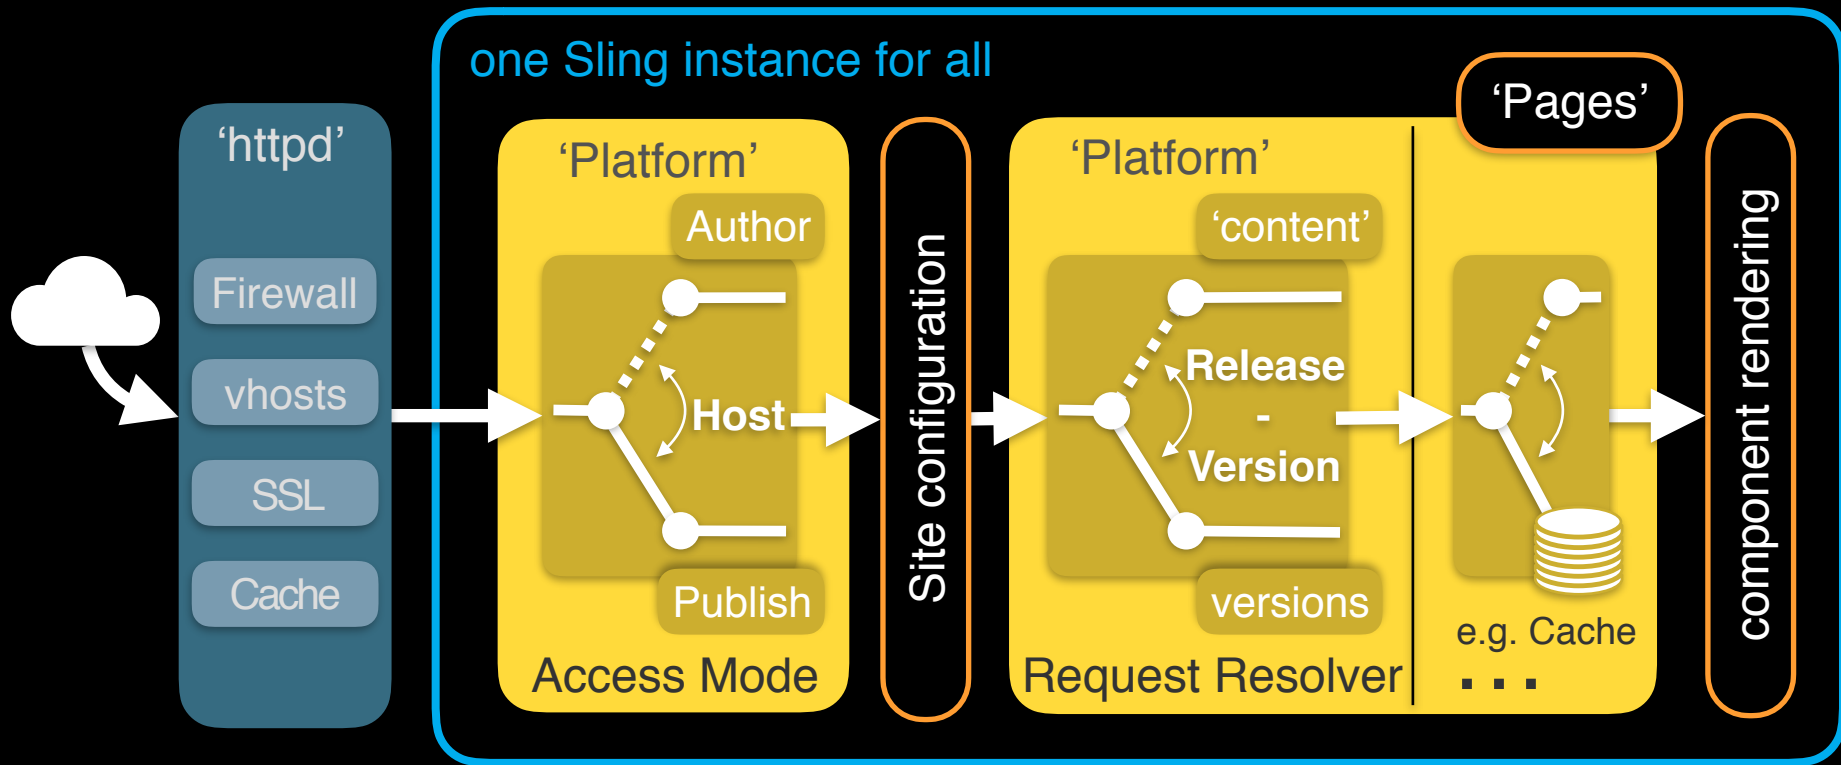 one Sling instance for all
‘httpd’
Firewall
vhosts
SSL
Cache
‘Platform’
Author
Host
Publish
Access Mode
Site configuration
‘Platform’
‘content’
Release
-
Version
versions
Request Resolver
‘Pages’
e.g. Cache
...
component rendering